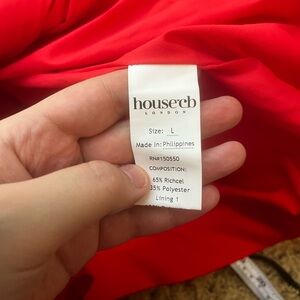 house of cb
LONDON
Size: L
Made in: Philippines
RN#150550
COMPOSITION:
65% Richcel
35% Polyester
Lining 1